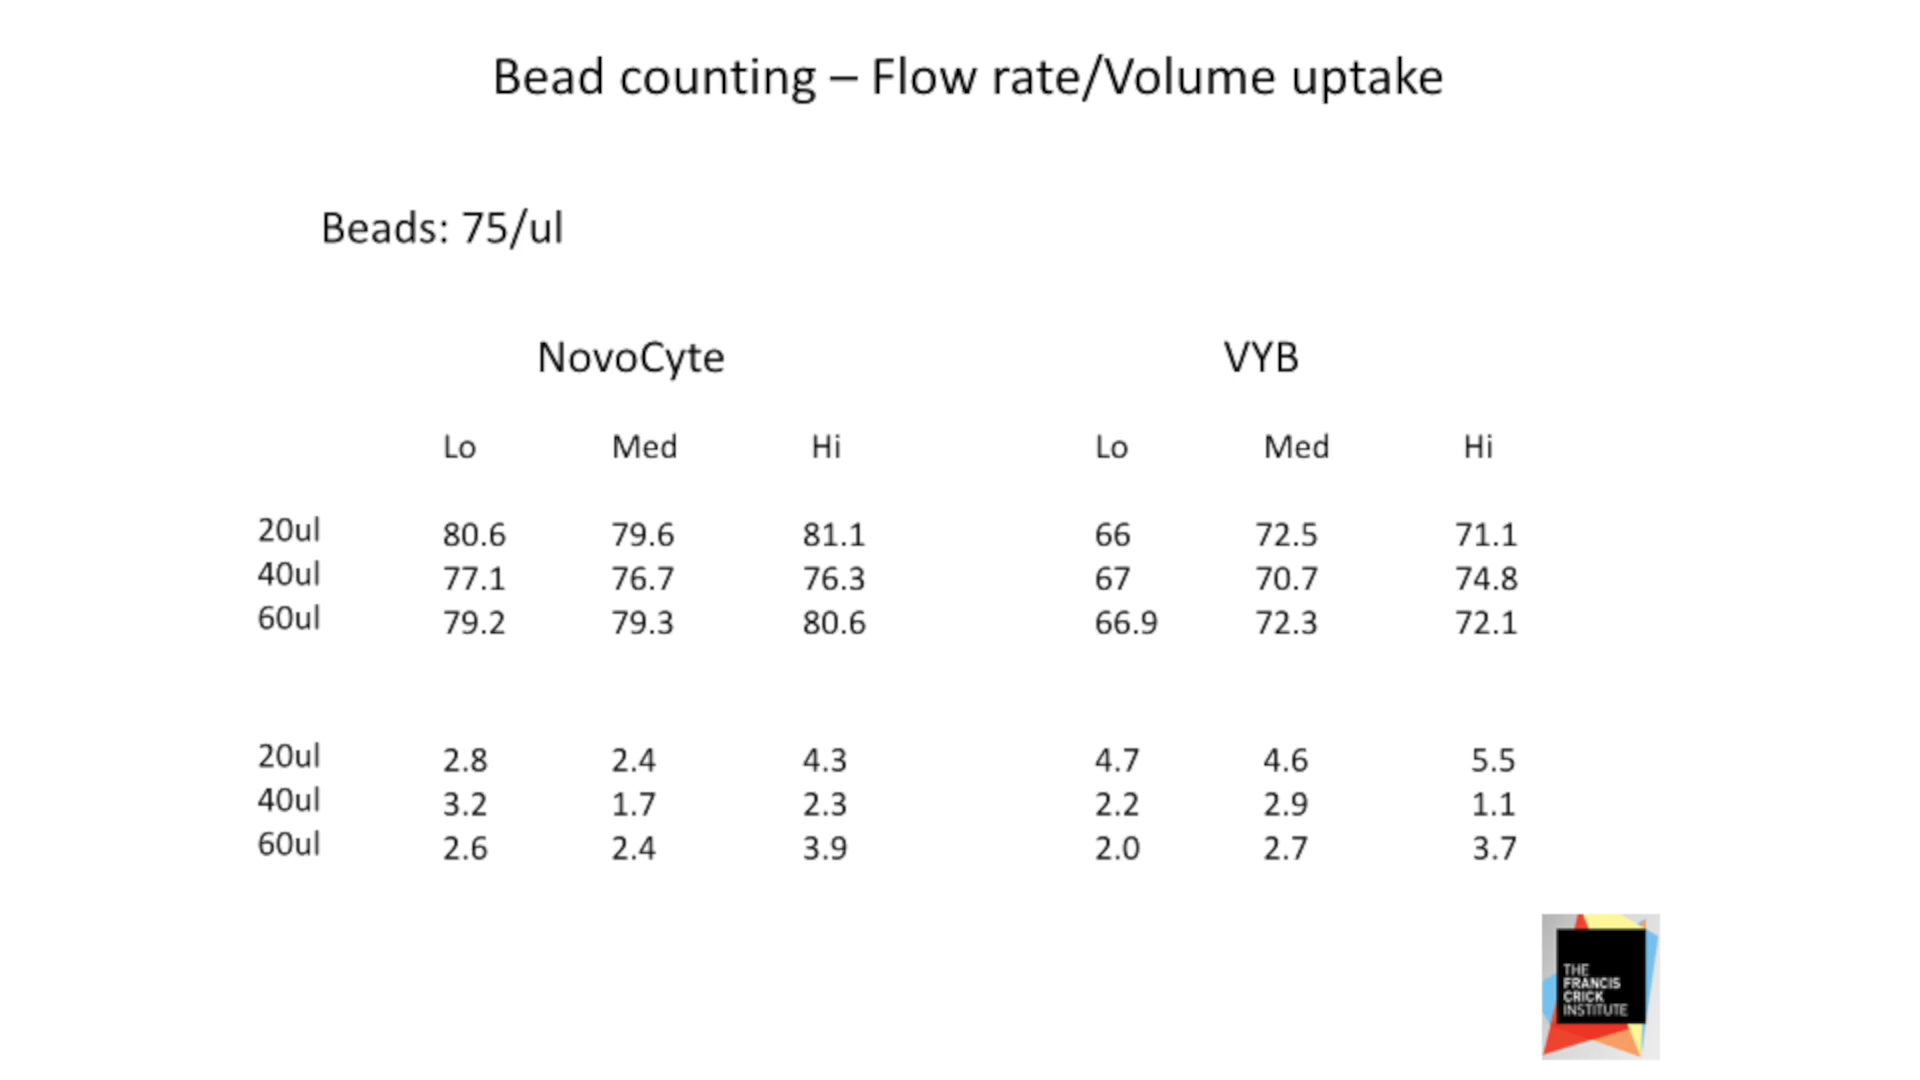 Bead counting – Flow rate/Volume uptake
Beads: 75/ul
NovoCyte VYB
Lo Med Hi Lo Med Hi
20ul 80.6 79.6 81.1 66 72.5 71.1
40ul 77.1 76.7 76.3 67 70.7 74.8
60ul 79.2 79.3 80.6 66.9 72.3 72.1
20ul 2.8 2.4 4.3 4.7 4.6 5.5
40ul 3.2 1.7 2.3 2.2 2.9 1.1
60ul 2.6 2.4 3.9 2.0 2.7 3.7
THE
FRANCIS
CRICK
INSTITUTE